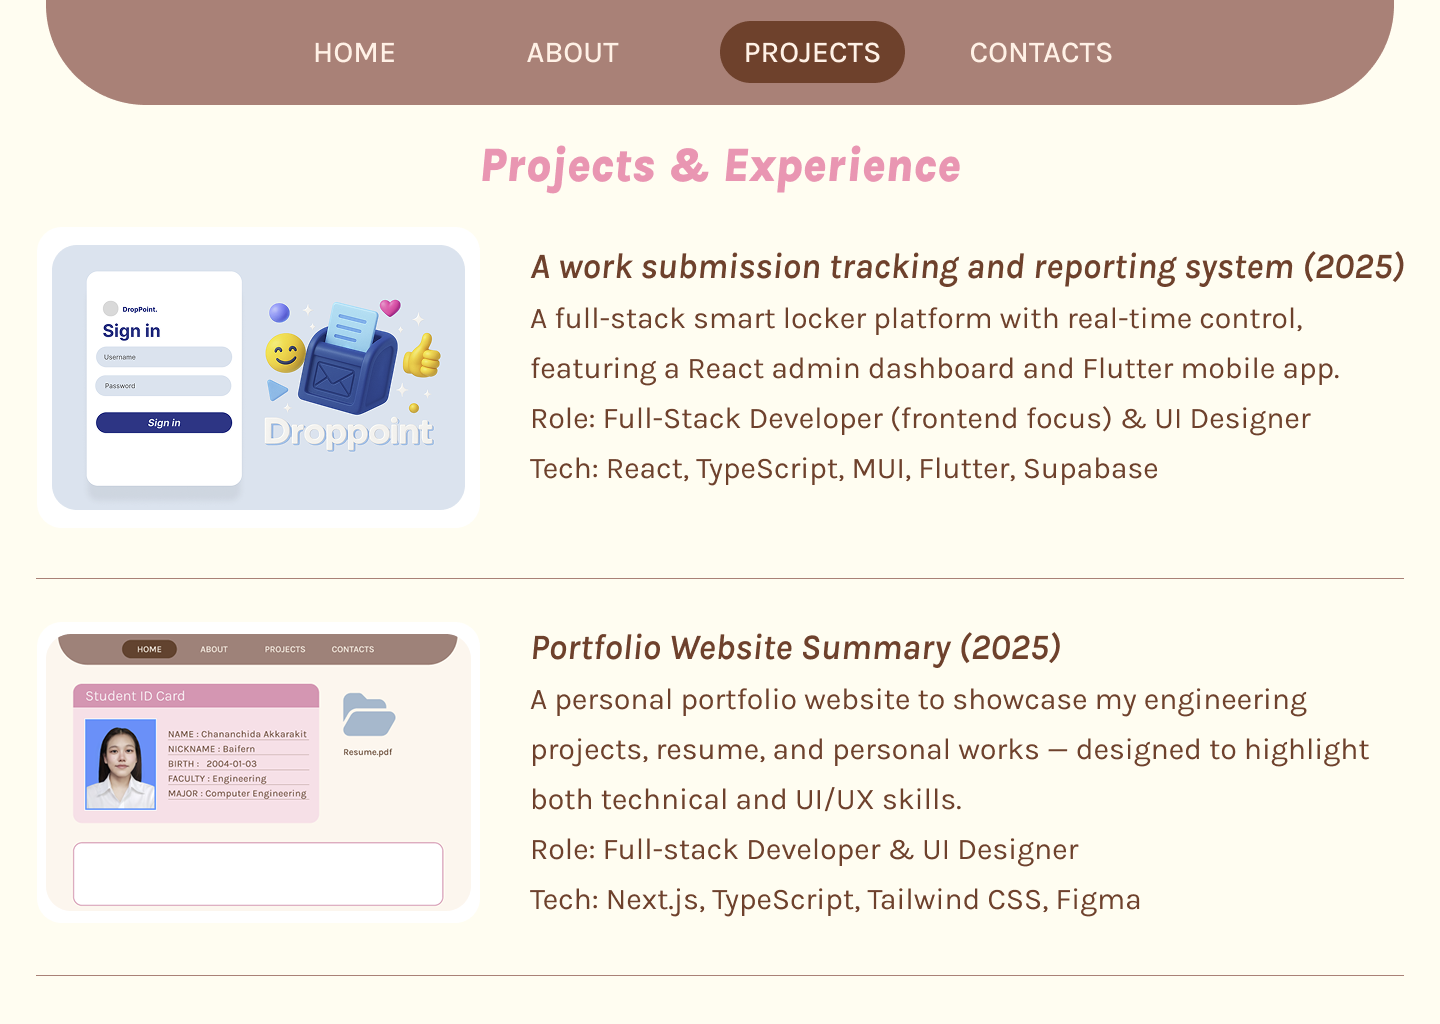 HOME ABOUT PROJECTS CONTACTS
Projects & Experience
DropPoint.
Sign in
Username
Password
Sign in
Droppoint
A work submission tracking and reporting system (2025)
A full-stack smart locker platform with real-time control,
featuring a React admin dashboard and Flutter mobile app.
Role: Full-Stack Developer (frontend focus) & UI Designer
Tech: React, TypeScript, MUI, Flutter, Supabase
HOME ABOUT PROJECTS CONTACTS
Student ID Card
NAME : Chananchida Akkarakit
NICKNAME : Baifern
BIRTH : 2004-01-03
FACULTY : Engineering
MAJOR : Computer Engineering
Resume.pdf
Portfolio Website Summary (2025)
A personal portfolio website to showcase my engineering
projects, resume, and personal works — designed to highlight
both technical and UI/UX skills.
Role: Full-stack Developer & UI Designer
Tech: Next.js, TypeScript, Tailwind CSS, Figma